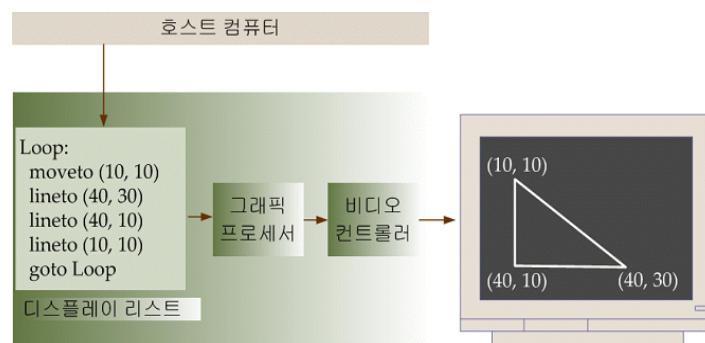 호스트 컴퓨터
Loop:
moveto (10, 10)
lineto (40, 30)
lineto (40, 10)
lineto (10, 10)
goto Loop
디스플레이 리스트
그래픽
프로세서
비디오
컨트롤러
(10, 10)
(40, 10)
(40, 30)